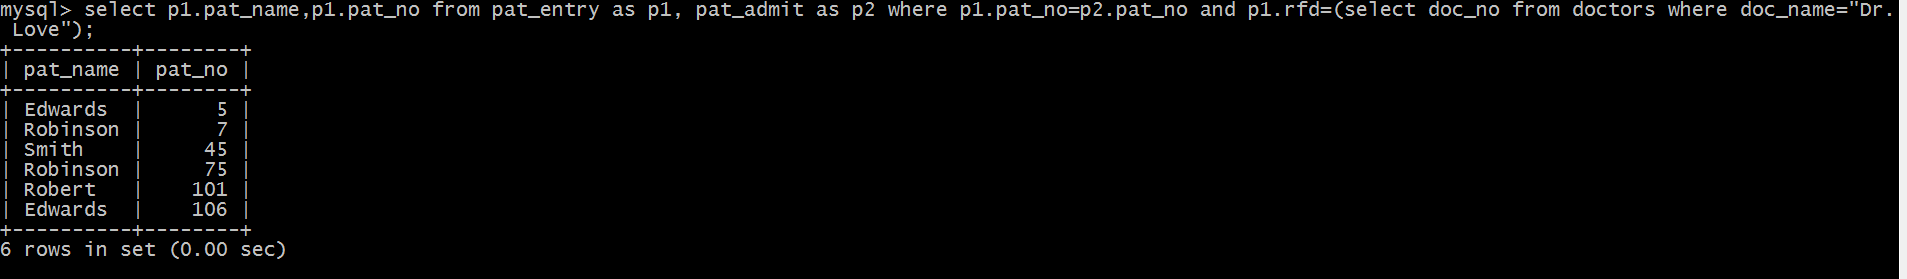 mysql> select p1.pat_name,p1.pat_no from pat_entry as p1, pat_admit as p2 where p1.pat_no=p2.pat_no and p1.rfd=(select doc_no from doctors where doc_name="Dr.
 Love");
+----------+--------+
| pat_name | pat_no |
+----------+--------+
| Edwards  |      5 |
| Robinson |      7 |
| Smith    |     45 |
| Robinson |     75 |
| Robert   |    101 |
| Edwards  |    106 |
+----------+--------+
6 rows in set (0.00 sec)